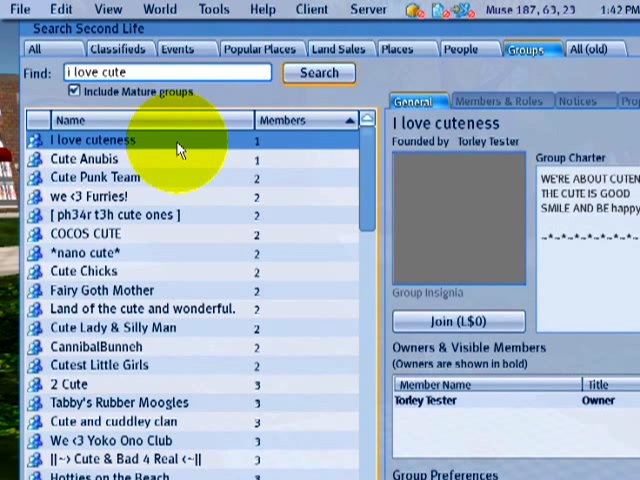 File Edit View World Tools Help Client Server Muse 187, 63, 23 1:42 PM
Search Second Life
All Classifieds Events Popular Places Land Sales Places People Groups All (old)
Find: i love cute Search
Include Mature groups
Name Members
I love cuteness 1
Cute Anubis 1
Cute Punk Team 2
we <3 Furries! 2
[ ph34r t3h cute ones ] 2
COCOS CUTE 2
*nano cute* 2
Cute Chicks 2
Fairy Goth Mother 2
Land of the cute and wonderful. 2
Cute Lady & Silly Man 2
CannibalBunneh 2
Cutest Little Girls 2
2 Cute 3
Tabby's Rubber Moogles 3
Cute and cuddley clan 3
We <3 Yoko Ono Club 3
||~> Cute & Bad 4 Real <~|| 3
Hotties on the Beach 3
General Members & Roles Notices
I love cuteness
Founded by Torley Tester
Group Charter
WE'RE ABOUT CUTEN
THE CUTE IS GOOD
SMILE AND BE happy
~*~*~*~*~*~*~*~
Group Insignia
Join (L$0)
Owners & Visible Members
(Owners are shown in bold)
Member Name Title
Torley Tester Owner
Group Preferences